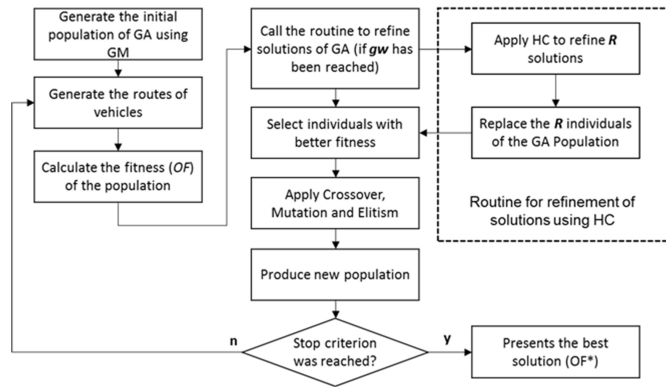 Generate the initial
population of GA using
GM
Generate the routes of
vehicles
Calculate the fitness (OF)
of the population
Call the routine to refine
solutions of GA (if gw has
been reached)
Select individuals with
better fitness
Apply Crossover,
Mutation and Elitism
Produce new population
Stop criterion
was reached?
n
y
Apply HC to refine R
solutions
Replace the R individuals
of the GA Population
Routine for refinement of
solutions using HC
Presents the best
solution (OF*)